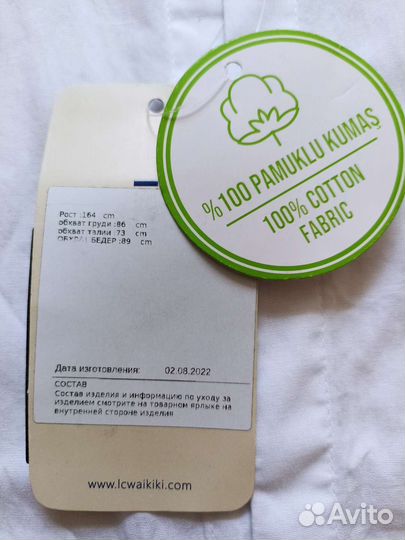 %100 PAMUKLU KUMAŞ
100% COTTON
FABRIC
Рост :164 cm
обхват груди :86 cm
обхват талии :73 cm
ОБХВАТ БЕДЕР :89 cm
Дата изготовления: 02.08.2022
СОСТАВ
Состав изделия и информацию по уходу за
изделием смотрите на товарном ярлыке на
внутренней стороне изделия
www.lcwaikiki.com
Avito